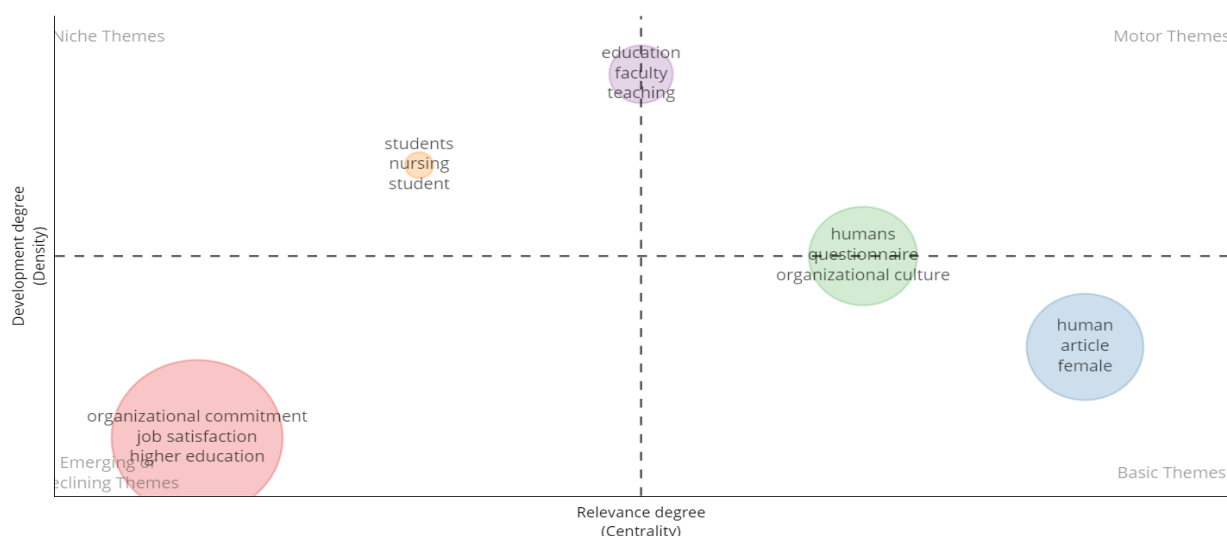 Niche Themes
Motor Themes
education
faculty
teaching
students
nursing
student
humans
questionnaire
organizational culture
human
article
female
organizational commitment
job satisfaction
higher education
Emerging or
eclining Themes
Basic Themes
Development degree
(Density)
Relevance degree
(Centrality)